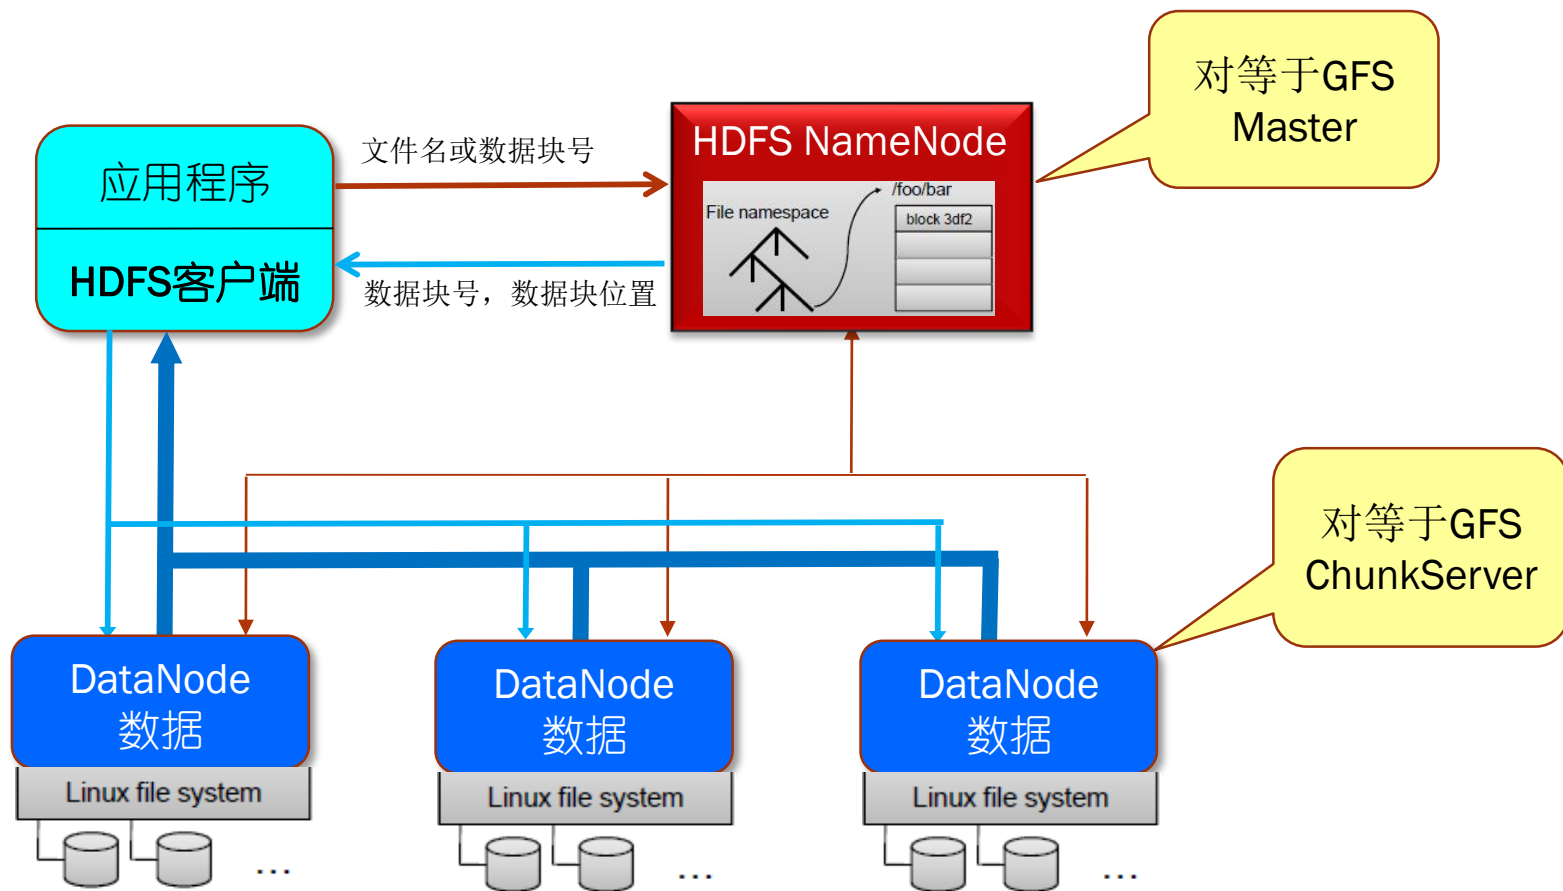 对等于GFS
Master
应用程序
HDFS客户端
文件名或数据块号
数据块号，数据块位置
HDFS NameNode
File namespace
/foo/bar
block 3df2
对等于GFS
ChunkServer
DataNode
数据
Linux file system
...
DataNode
数据
Linux file system
...
DataNode
数据
Linux file system
...